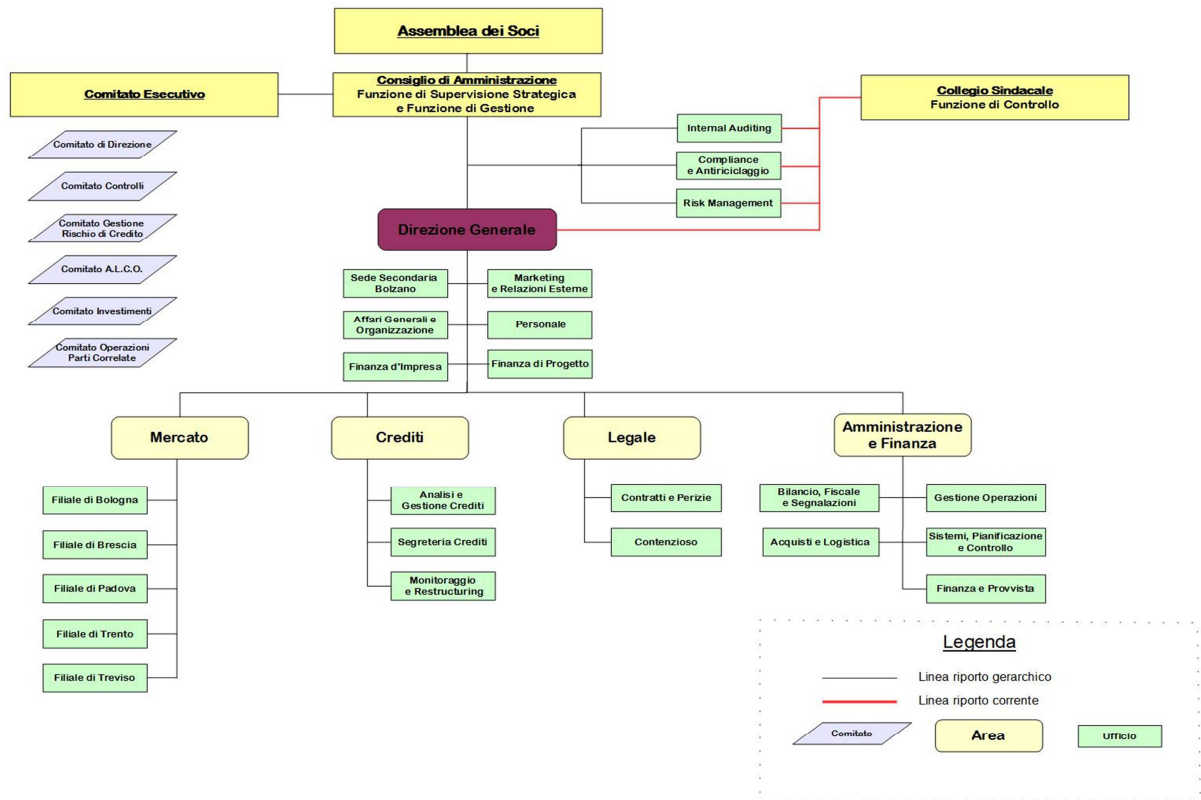 Assemblea dei Soci
Comitato Esecutivo
Consiglio di Amministrazione
Funzione di Supervisione Strategica
e Funzione di Gestione
Collegio Sindacale
Funzione di Controllo
Comitato di Direzione
Comitato Controlli
Comitato Gestione
Rischio di Credito
Comitato A.L.C.O.
Comitato Investimenti
Comitato Operazioni
Parti Correlate
Internal Auditing
Compliance
e Antiriciclaggio
Risk Management
Direzione Generale
Sede Secondaria
Bolzano
Marketing
e Relazioni Esterne
Affari Generali e
Organizzazione
Personale
Finanza d'Impresa
Finanza di Progetto
Mercato
Crediti
Legale
Amministrazione
e Finanza
Filiale di Bologna
Filiale di Brescia
Filiale di Padova
Filiale di Trento
Filiale di Treviso
Analisi e
Gestione Crediti
Segreteria Crediti
Monitoraggio
e Restructuring
Contratti e Perizie
Contenzioso
Bilancio, Fiscale
e Segnalazioni
Gestione Operazioni
Acquisti e Logistica
Sistemi, Pianificazione
e Controllo
Finanza e Provvista
Legenda
Linea riporto gerarchico
Linea riporto corrente
Comitato
Area
Ufficio